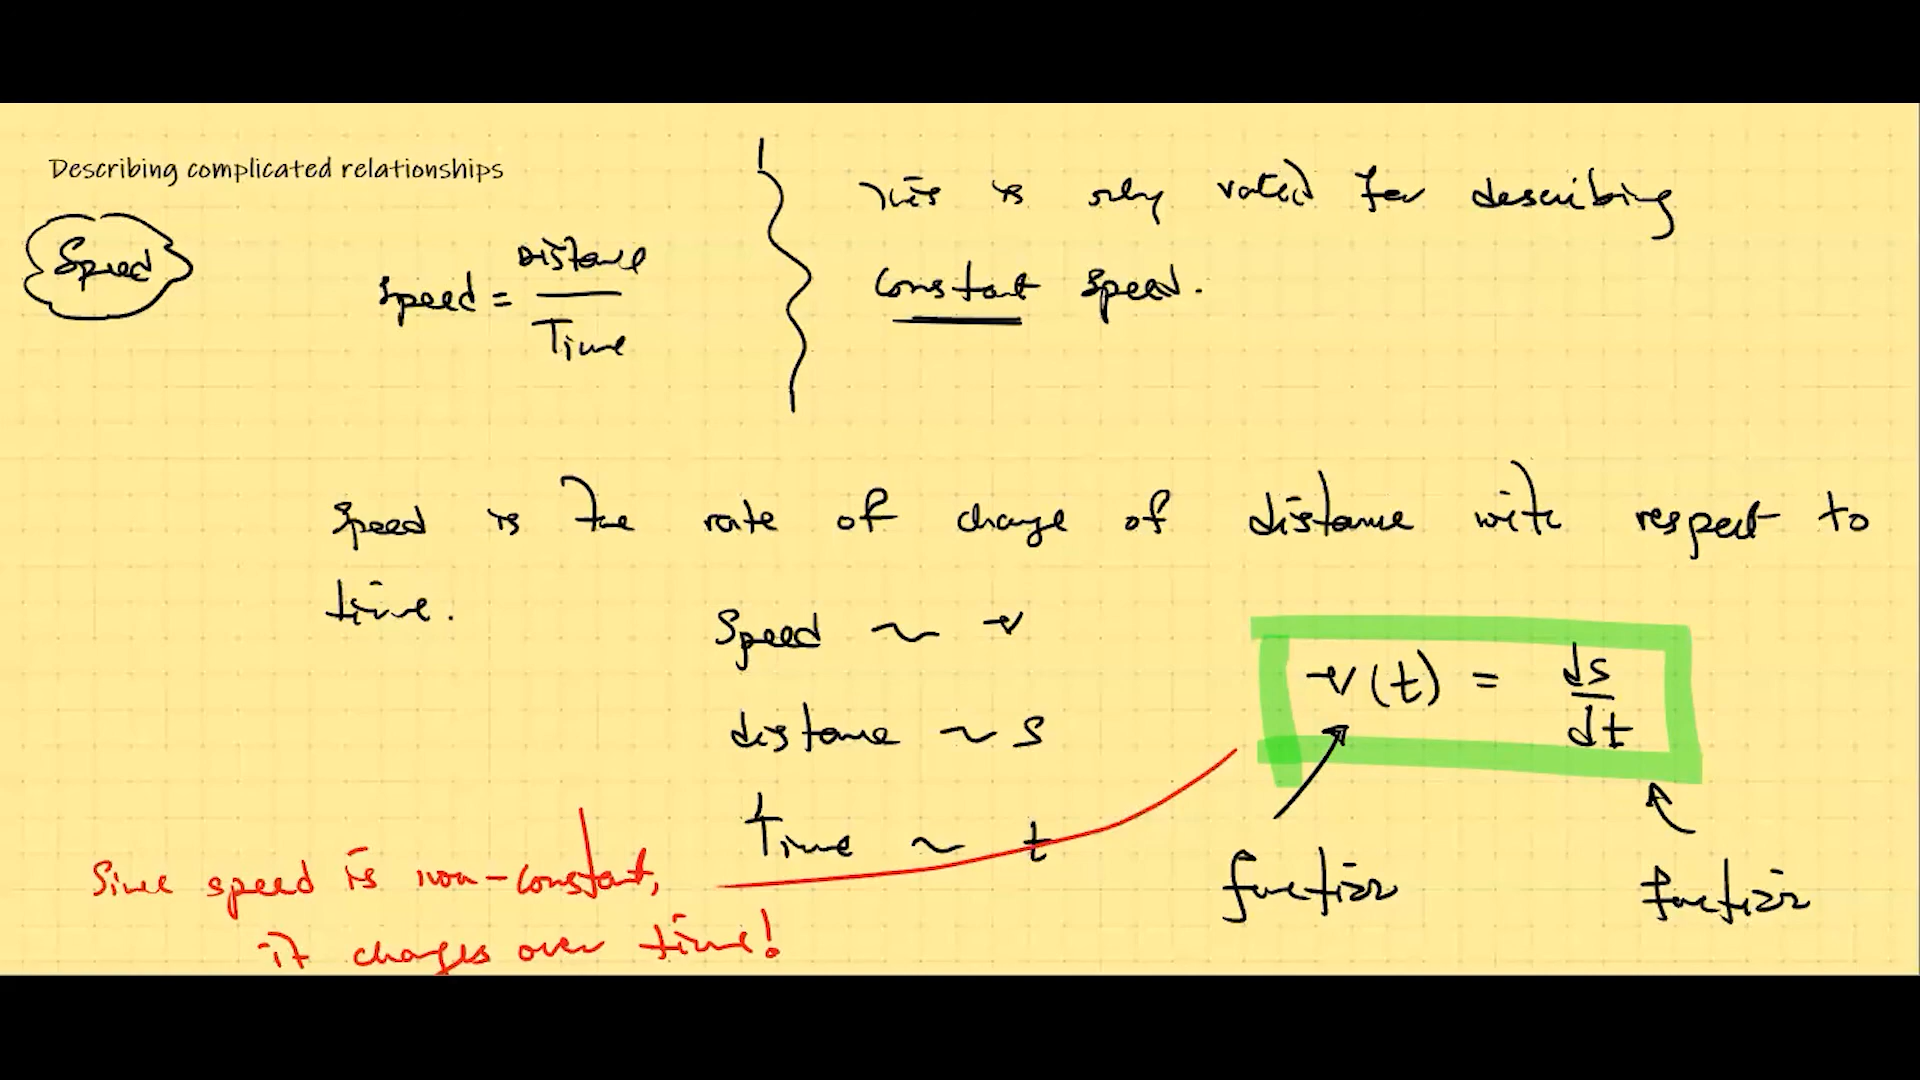 Describing complicated relationships
Speed
Speed = Distance / Time
This is only valid for describing
constant speed.
Speed is the rate of change of distance with respect to
time.
Speed ~ v
distance ~ s
Time ~ t
v(t) = ds/dt
function
function
Since speed is non-constant,
it changes over time!